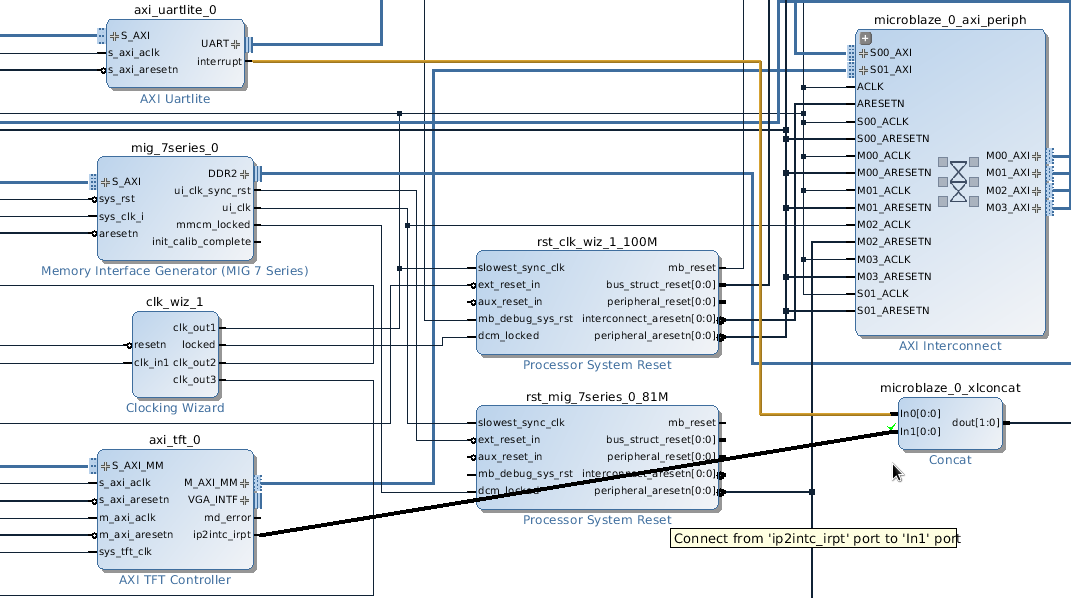 axi_uartlite_0
S_AXI
s_axi_aclk
s_axi_aresetn
UART
interrupt
AXI Uartlite
mig_7series_0
S_AXI
sys_rst
sys_clk_i
aresetn
DDR2
ui_clk_sync_rst
ui_clk
mmcm_locked
init_calib_complete
Memory Interface Generator (MIG 7 Series)
clk_wiz_1
resetn
clk_in1
clk_out1
locked
clk_out2
clk_out3
Clocking Wizard
axi_tft_0
S_AXI_MM
s_axi_aclk
s_axi_aresetn
m_axi_aclk
m_axi_aresetn
sys_tft_clk
M_AXI_MM
VGA_INTF
md_error
ip2intc_irpt
AXI TFT Controller
rst_clk_wiz_1_100M
slowest_sync_clk
ext_reset_in
aux_reset_in
mb_debug_sys_rst
dcm_locked
mb_reset
bus_struct_reset[0:0]
peripheral_reset[0:0]
interconnect_aresetn[0:0]
peripheral_aresetn[0:0]
Processor System Reset
rst_mig_7series_0_81M
slowest_sync_clk
ext_reset_in
aux_reset_in
mb_debug_sys_rst
dcm_locked
mb_reset
bus_struct_reset[0:0]
peripheral_reset[0:0]
interconnect_aresetn[0:0]
peripheral_aresetn[0:0]
Processor System Reset
microblaze_0_axi_periph
S00_AXI
S01_AXI
ACLK
ARESETN
S00_ACLK
S00_ARESETN
M00_ACLK
M00_ARESETN
M01_ACLK
M01_ARESETN
M02_ACLK
M02_ARESETN
M03_ACLK
M03_ARESETN
S01_ACLK
S01_ARESETN
M00_AXI
M01_AXI
M02_AXI
M03_AXI
AXI Interconnect
microblaze_0_xlconcat
In0[0:0]
In1[0:0]
dout[1:0]
Concat
Connect from 'ip2intc_irpt' port to 'In1' port